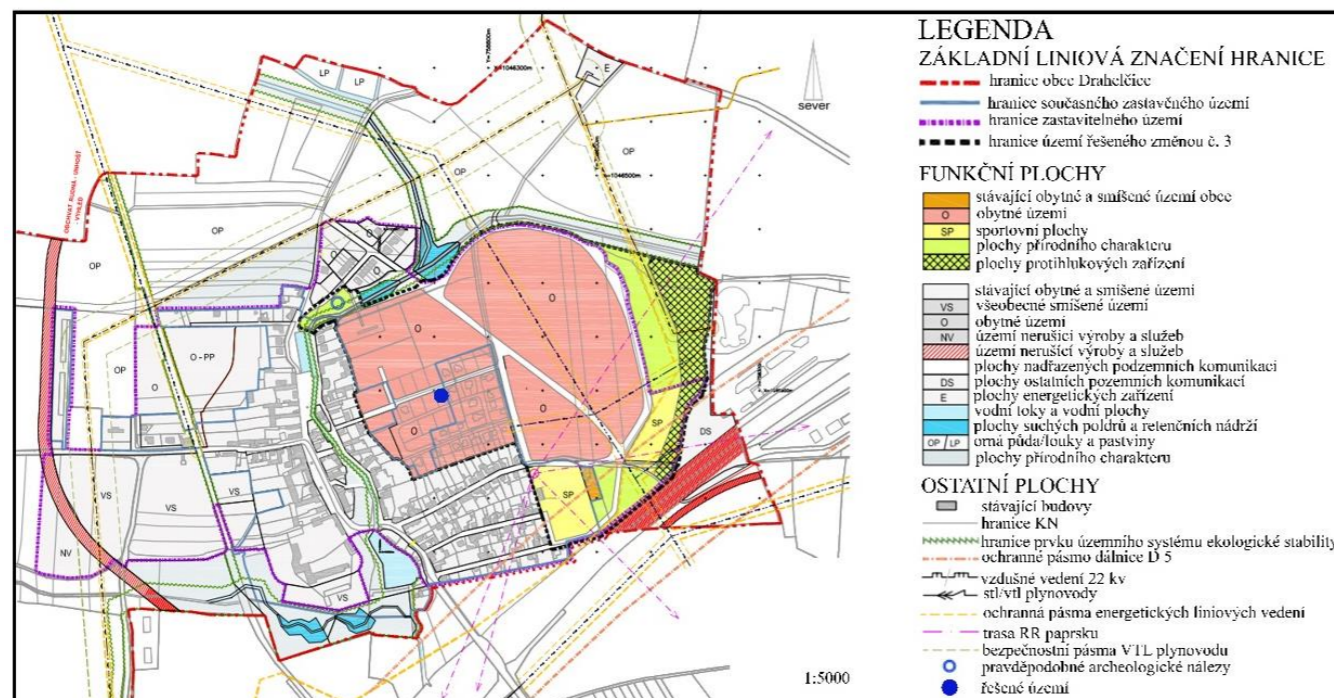 LEGENDA
ZÁKLADNÍ LINIOVÁ ZNAČENÍ HRANICE
hranice obce Drahelčice
hranice současného zastavěného území
hranice zastavitelného území
hranice území řešeného změnou č. 3
FUNKČNÍ PLOCHY
stávající obytné a smíšené území obce
O obytné území
SP sportovní plochy
plochy přírodního charakteru
plochy protihlukových zařízení
stávající obytné a smíšené území
VS všeobecné smíšené území
O obytné území
NV území nerušící výroby a služeb
území nerušící výroby a služeb
plochy nadřazených podzemních komunikací
DS plochy ostatních pozemních komunikací
E plochy energetických zařízení
vodní toky a vodní plochy
plochy suchých poldrů a retenčních nádrží
OP LP orná půda/louky a pastviny
plochy přírodního charakteru
OSTATNÍ PLOCHY
stávající budovy
hranice KN
hranice prvku územního systému ekologické stability
ochranné pásmo dálnice D 5
vzdušné vedení 22 kv
stl/vtl plynovody
ochranná pásma energetických liniových vedení
trasa RR paprsku
bezpečnostní pásma VTL plynovodu
pravděpodobné archeologické nálezy
řešené území
1:5000
sever
OBCHVAT RUDNÁ - ÚNHOŠŤ
- VÝHLED
LP
LP
E
OP
OP
OP
OP
OP
OP
O
O
O
O - PP
O
O
O
O
O
SP
SP
DS
VS
VS
VS
VS
NV